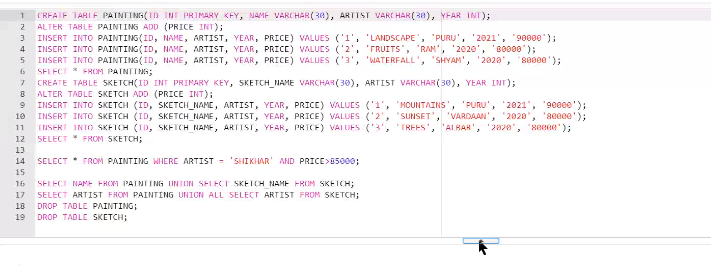 1 CREATE TABLE PAINTING(ID INT PRIMARY KEY, NAME VARCHAR(30), ARTIST VARCHAR(30), YEAR INT);
2 ALTER TABLE PAINTING ADD (PRICE INT);
3 INSERT INTO PAINTING(ID, NAME, ARTIST, YEAR, PRICE) VALUES ('1', 'LANDSCAPE', 'PURU', '2021', '90000');
4 INSERT INTO PAINTING(ID, NAME, ARTIST, YEAR, PRICE) VALUES ('2', 'FRUITS', 'RAM', '2020', '80000');
5 INSERT INTO PAINTING(ID, NAME, ARTIST, YEAR, PRICE) VALUES ('3', 'WATERFALL', 'SHYAM', '2020', '80000');
6 SELECT * FROM PAINTING;
7 CREATE TABLE SKETCH(ID INT PRIMARY KEY, SKETCH_NAME VARCHAR(30), ARTIST VARCHAR(30), YEAR INT);
8 ALTER TABLE SKETCH ADD (PRICE INT);
9 INSERT INTO SKETCH (ID, SKETCH_NAME, ARTIST, YEAR, PRICE) VALUES ('1', 'MOUNTAINS', 'PURU', '2021', '90000');
10 INSERT INTO SKETCH (ID, SKETCH_NAME, ARTIST, YEAR, PRICE) VALUES ('2', 'SUNSET', 'VARDAAN', '2020', '80000');
11 INSERT INTO SKETCH (ID, SKETCH_NAME, ARTIST, YEAR, PRICE) VALUES ('3', 'TREES', 'ALBAR', '2020', '80000');
12 SELECT * FROM SKETCH;
13
14 SELECT * FROM PAINTING WHERE ARTIST = 'SHIKHAR' AND PRICE>85000;
15
16 SELECT NAME FROM PAINTING UNION SELECT SKETCH_NAME FROM SKETCH;
17 SELECT ARTIST FROM PAINTING UNION ALL SELECT ARTIST FROM SKETCH;
18 DROP TABLE PAINTING;
19 DROP TABLE SKETCH;